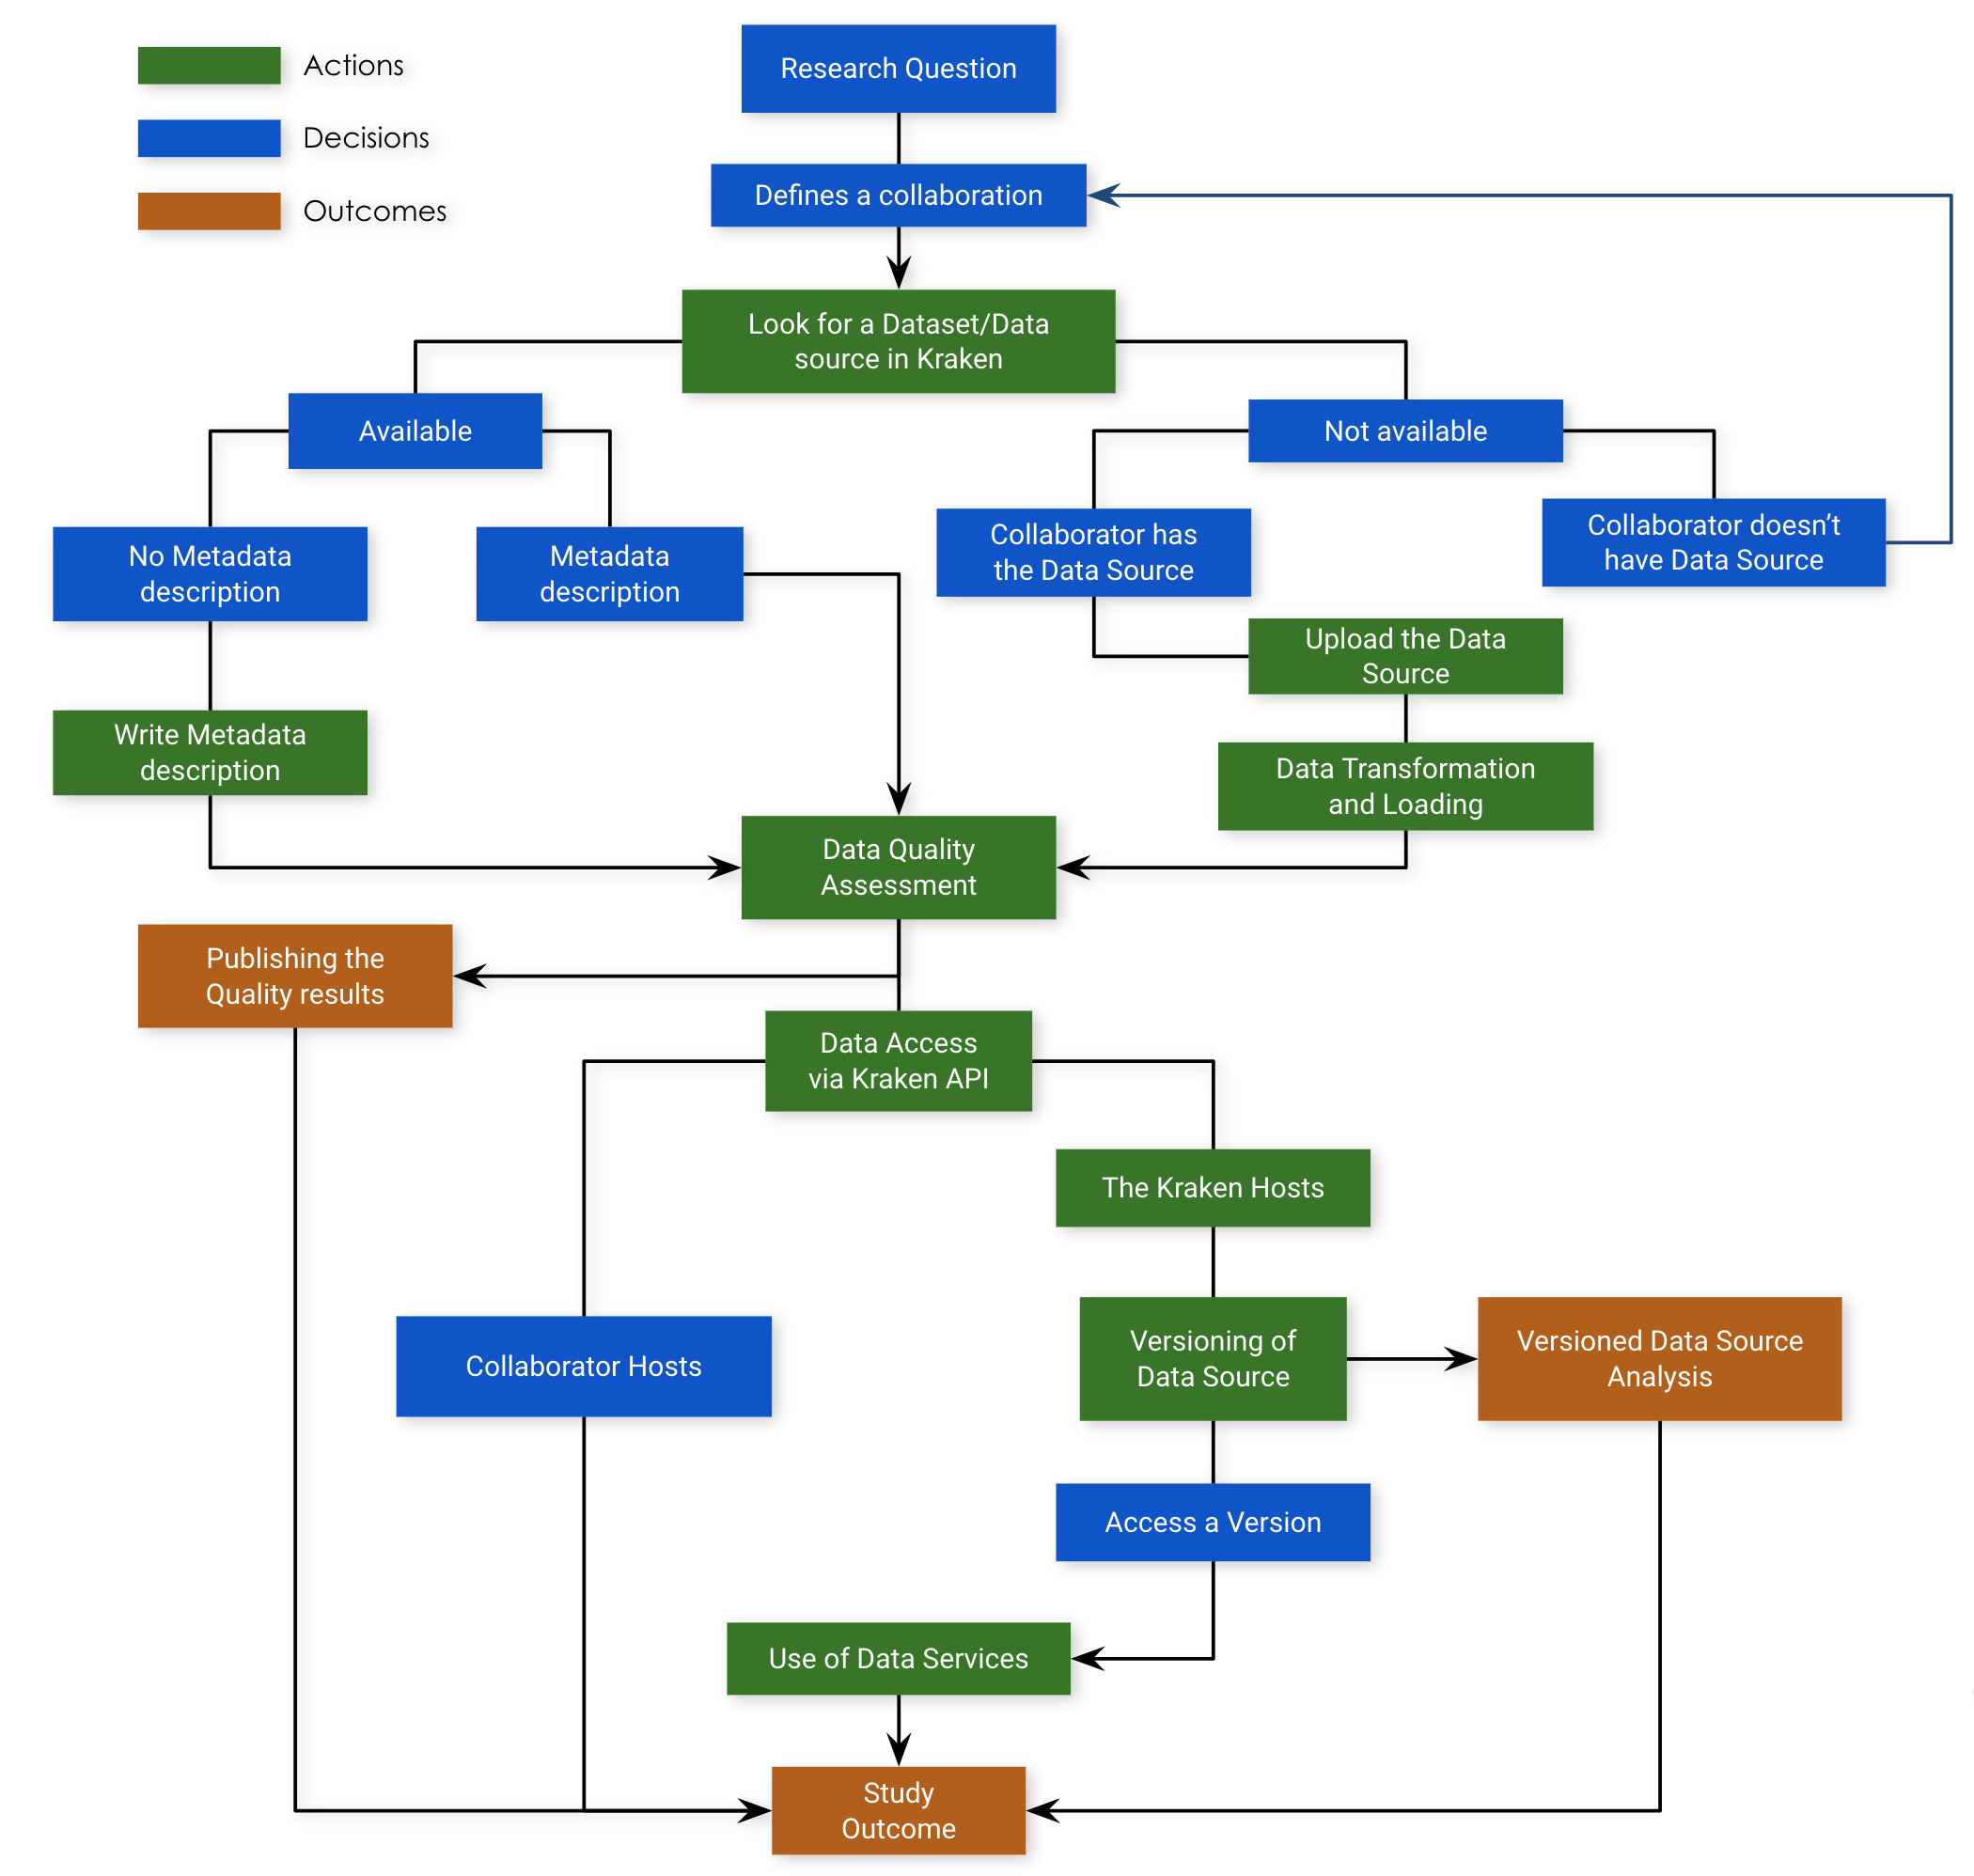 Actions
Decisions
Outcomes
Research Question
Defines a collaboration
Look for a Dataset/Data
source in Kraken
Available
Not available
No Metadata
description
Metadata
description
Collaborator has
the Data Source
Collaborator doesn’t
have Data Source
Upload the Data
Source
Write Metadata
description
Data Transformation
and Loading
Data Quality
Assessment
Publishing the
Quality results
Data Access
via Kraken API
The Kraken Hosts
Collaborator Hosts
Versioning of
Data Source
Versioned Data Source
Analysis
Access a Version
Use of Data Services
Study
Outcome